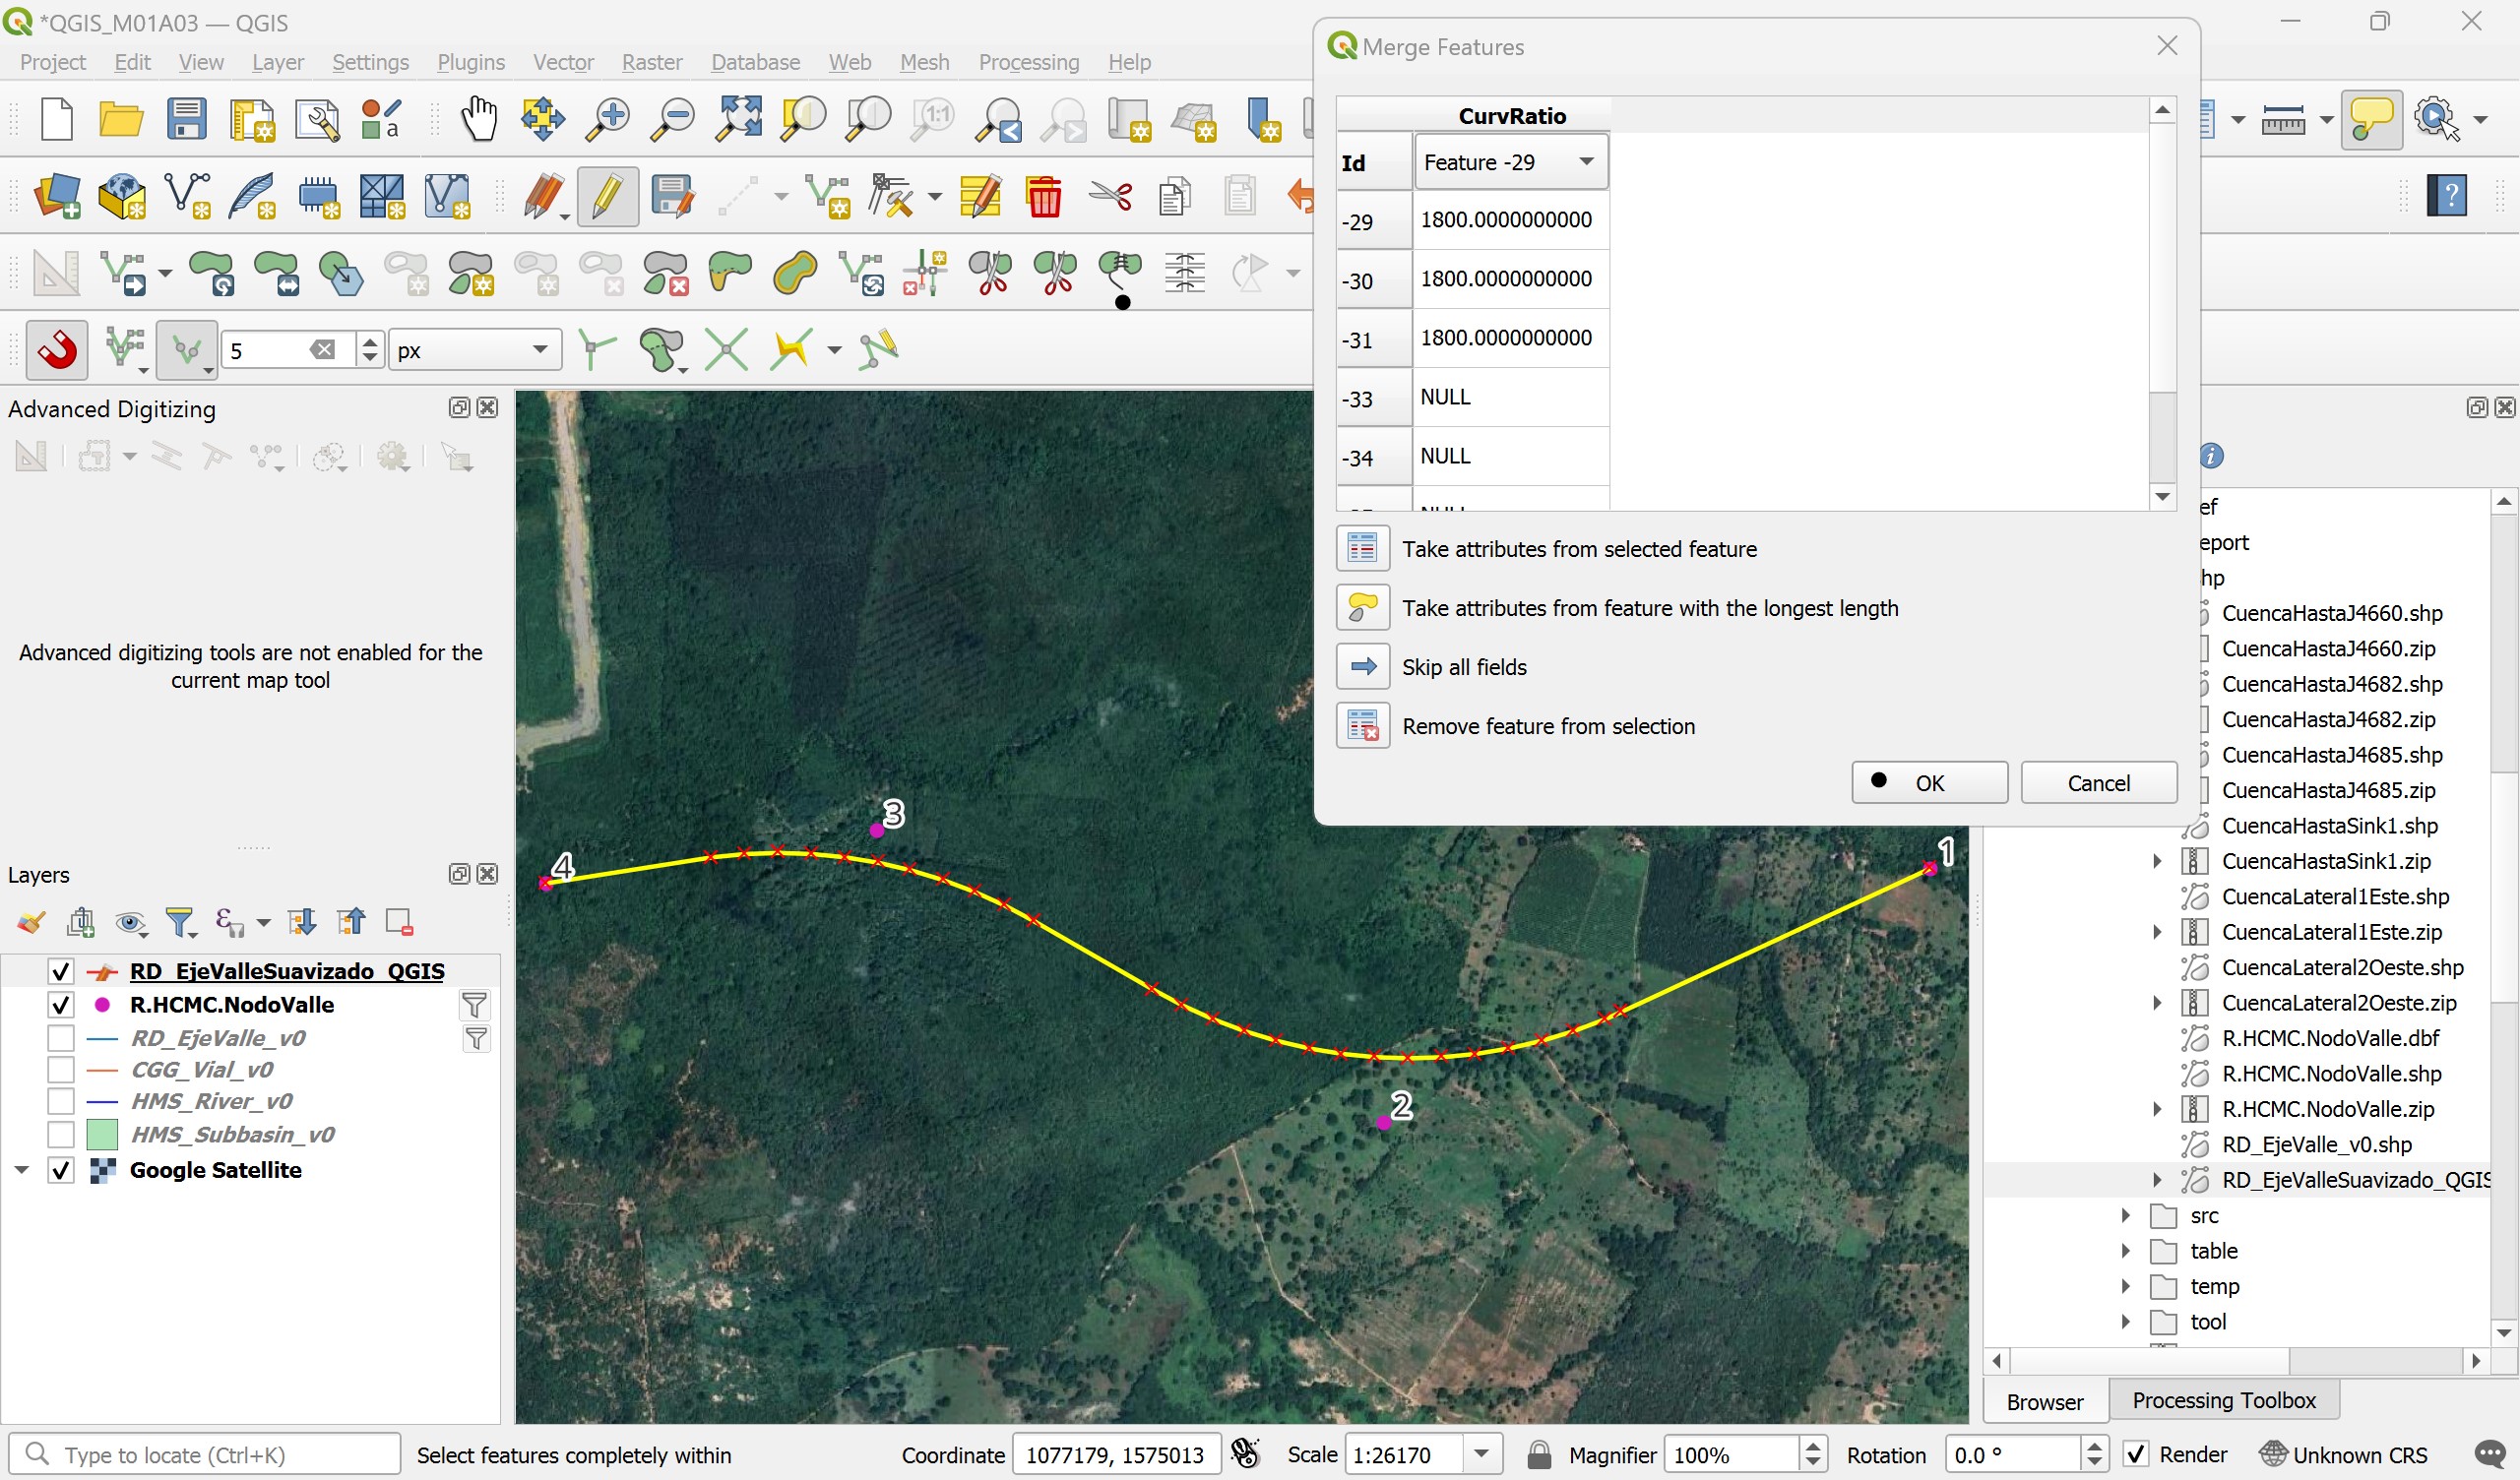 *QGIS_M01A03 — QGIS
Project Edit View Layer Settings Plugins Vector Raster Database Web Mesh Processing Help
Merge Features
CurvRatio
Id Feature -29
-29 1800.0000000000
-30 1800.0000000000
-31 1800.0000000000
-33 NULL
-34 NULL
Take attributes from selected feature
Take attributes from feature with the longest length
Skip all fields
Remove feature from selection
OK Cancel
1:1
a
?
5 px
Advanced Digitizing
Advanced digitizing tools are not enabled for the
current map tool
Layers
RD_EjeValleSuavizado_QGIS
R.HCMC.NodoValle
RD_EjeValle_v0
CGG_Vial_v0
HMS_River_v0
HMS_Subbasin_v0
Google Satellite
4
3
2
1
ef
eport
hp
CuencaHastaJ4660.shp
CuencaHastaJ4660.zip
CuencaHastaJ4682.shp
CuencaHastaJ4682.zip
CuencaHastaJ4685.shp
CuencaHastaJ4685.zip
CuencaHastaSink1.shp
CuencaHastaSink1.zip
CuencaLateral1Este.shp
CuencaLateral1Este.zip
CuencaLateral2Oeste.shp
CuencaLateral2Oeste.zip
R.HCMC.NodoValle.dbf
R.HCMC.NodoValle.shp
R.HCMC.NodoValle.zip
RD_EjeValle_v0.shp
RD_EjeValleSuavizado_QGIS
src
table
temp
tool
Browser Processing Toolbox
Type to locate (Ctrl+K) Select features completely within Coordinate 1077179, 1575013 Scale 1:26170 Magnifier 100% Rotation 0.0 ° Render Unknown CRS